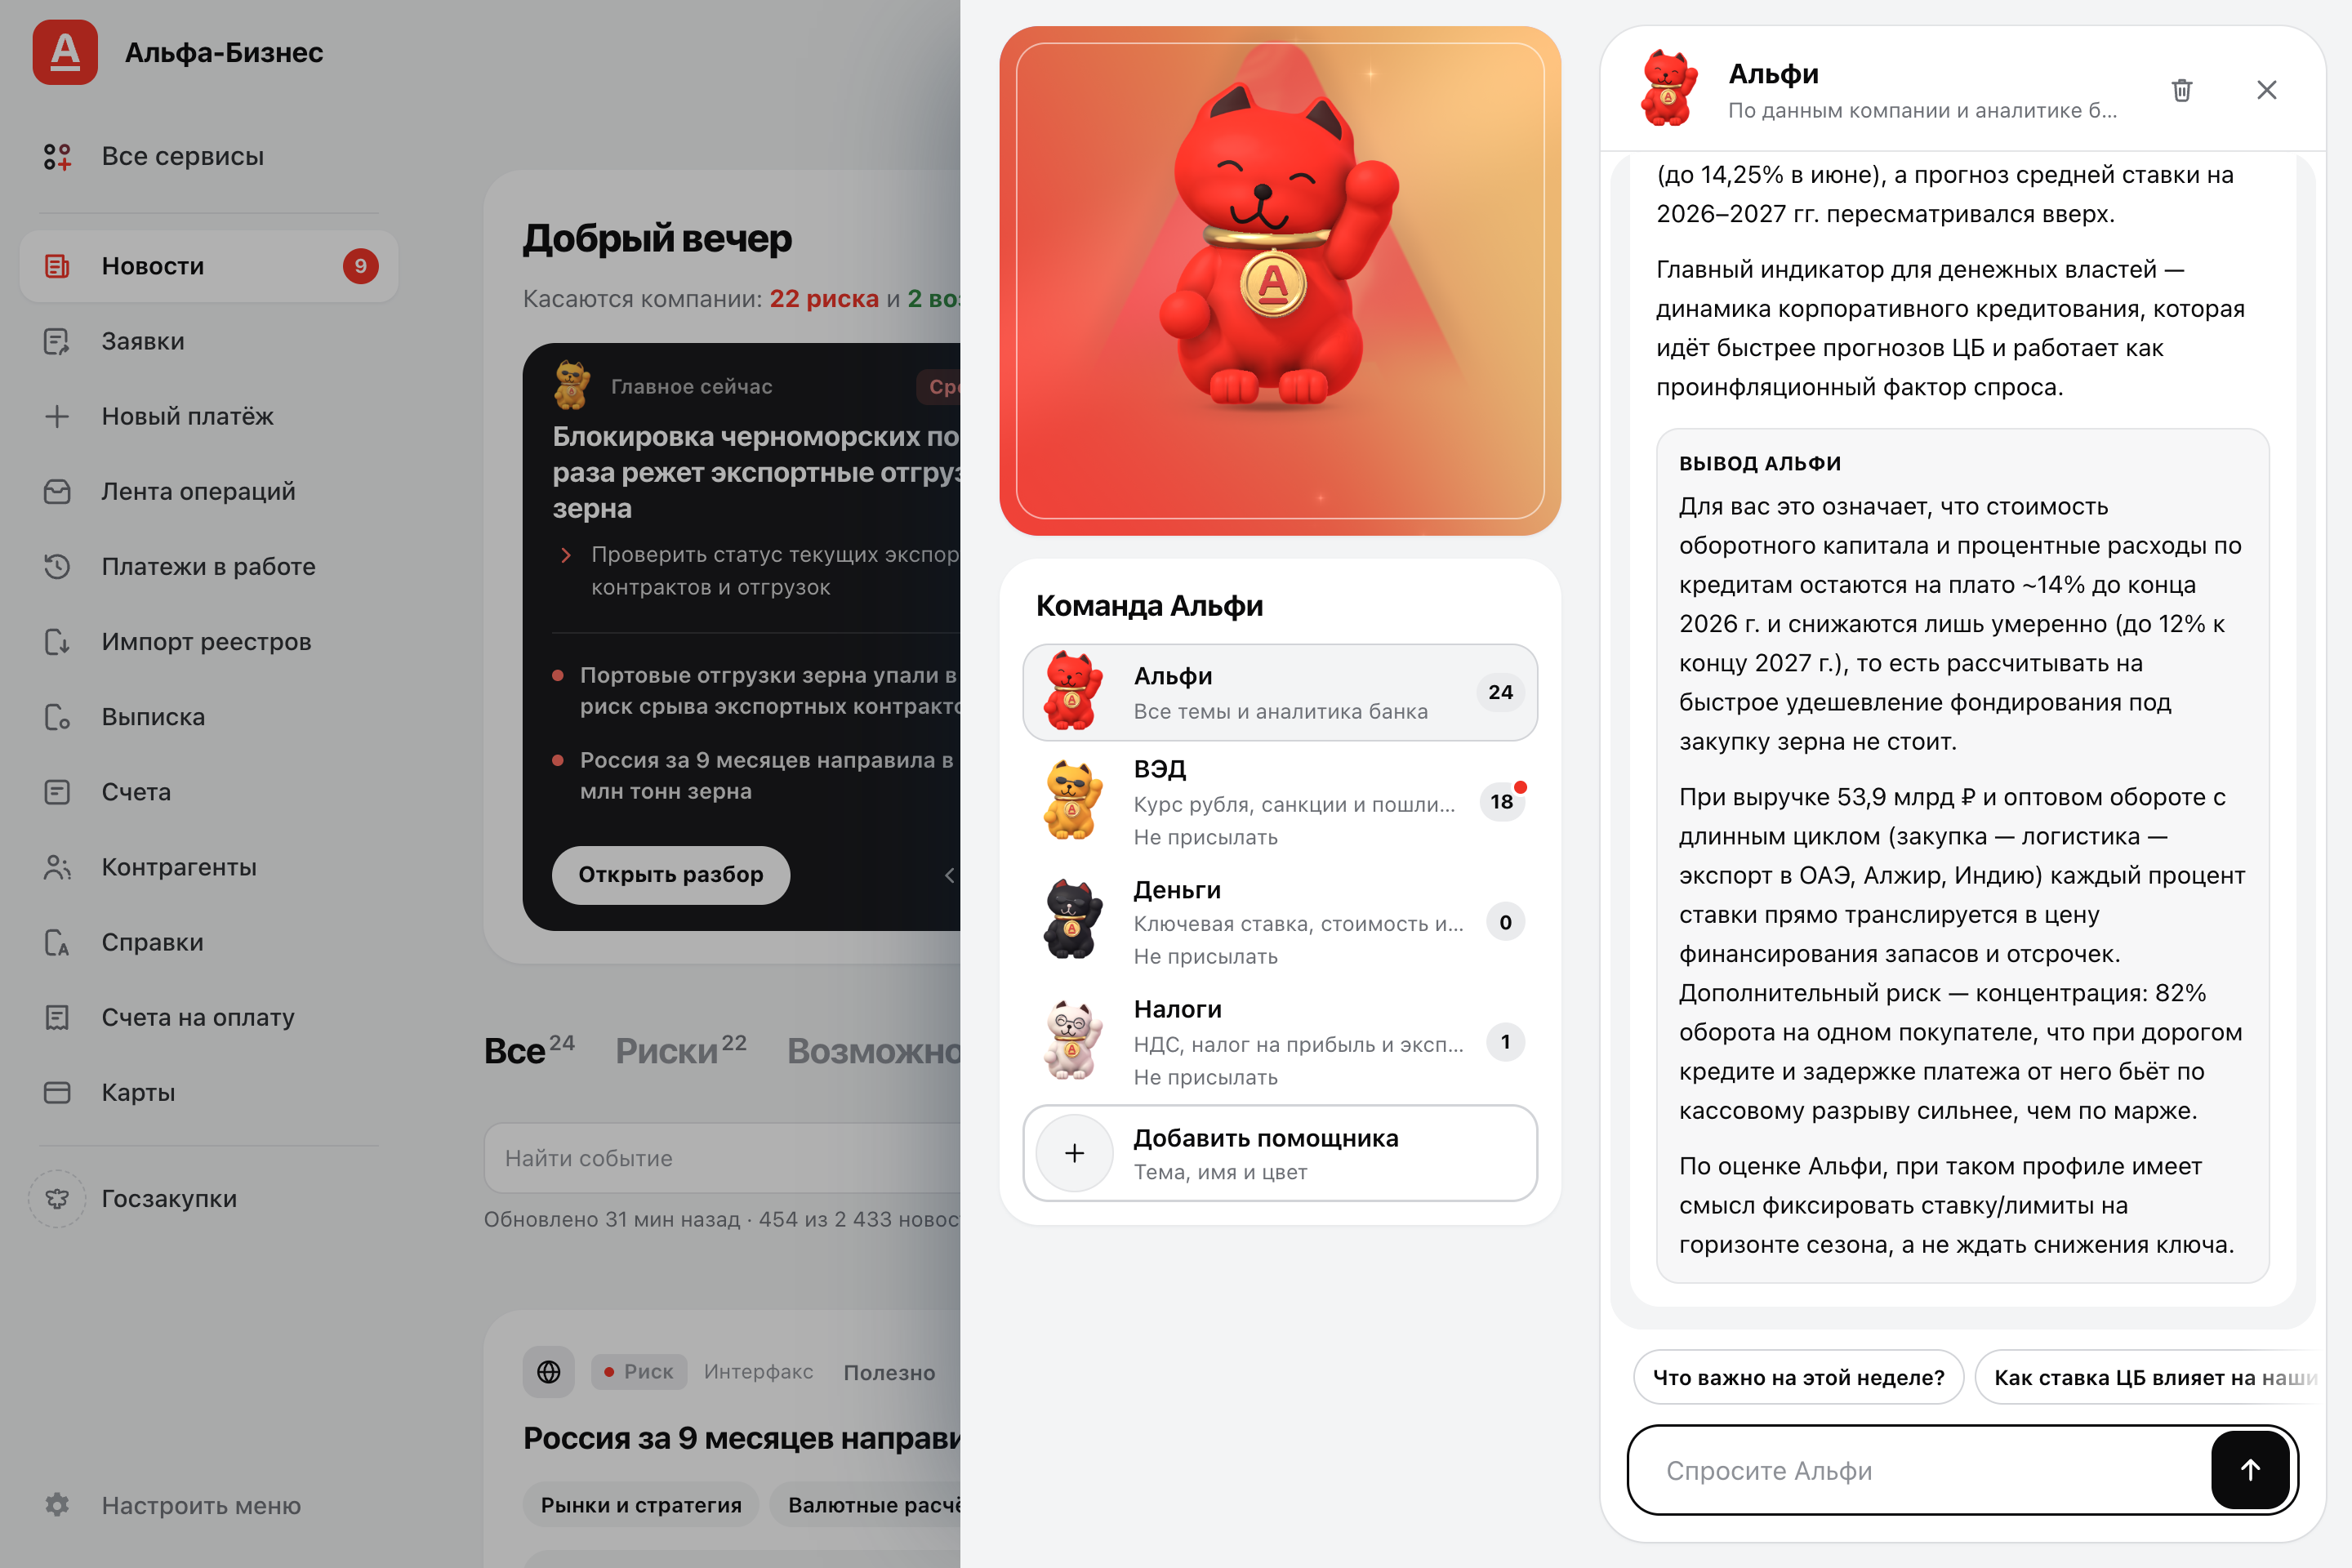 Альфа-Бизнес
Все сервисы
Новости
9
Заявки
Новый платёж
Лента операций
Платежи в работе
Импорт реестров
Выписка
Счета
Контрагенты
Справки
Счета на оплату
Карты
Госзакупки
Настроить меню
Добрый вечер
Касаются компании: 22 риска и 2 воз
Главное сейчас
Сро
Блокировка черноморских по
раза режет экспортные отгруз
зерна
Проверить статус текущих экспор
контрактов и отгрузок
Портовые отгрузки зерна упали в
риск срыва экспортных контракто
Россия за 9 месяцев направила в
млн тонн зерна
Открыть разбор
Все 24
Риски 22
Возможно
Найти событие
Обновлено 31 мин назад · 454 из 2 433 новос
Риск
Интерфакс
Полезно
Россия за 9 месяцев направи
Рынки и стратегия
Валютные расчё
Команда Альфи
Альфи
Все темы и аналитика банка
24
ВЭД
Курс рубля, санкции и пошли...
Не присылать
18
Деньги
Ключевая ставка, стоимость и...
Не присылать
0
Налоги
НДС, налог на прибыль и эксп...
Не присылать
1
Добавить помощника
Тема, имя и цвет
Альфи
По данным компании и аналитике б...
(до 14,25% в июне), а прогноз средней ставки на
2026–2027 гг. пересматривался вверх.
Главный индикатор для денежных властей —
динамика корпоративного кредитования, которая
идёт быстрее прогнозов ЦБ и работает как
проинфляционный фактор спроса.
ВЫВОД АЛЬФИ
Для вас это означает, что стоимость
оборотного капитала и процентные расходы по
кредитам остаются на плато ~14% до конца
2026 г. и снижаются лишь умеренно (до 12% к
концу 2027 г.), то есть рассчитывать на
быстрое удешевление фондирования под
закупку зерна не стоит.
При выручке 53,9 млрд ₽ и оптовом обороте с
длинным циклом (закупка — логистика —
экспорт в ОАЭ, Алжир, Индию) каждый процент
ставки прямо транслируется в цену
финансирования запасов и отсрочек.
Дополнительный риск — концентрация: 82%
оборота на одном покупателе, что при дорогом
кредите и задержке платежа от него бьёт по
кассовому разрыву сильнее, чем по марже.
По оценке Альфи, при таком профиле имеет
смысл фиксировать ставку/лимиты на
горизонте сезона, а не ждать снижения ключа.
Что важно на этой неделе?
Как ставка ЦБ влияет на наши
Спросите Альфи